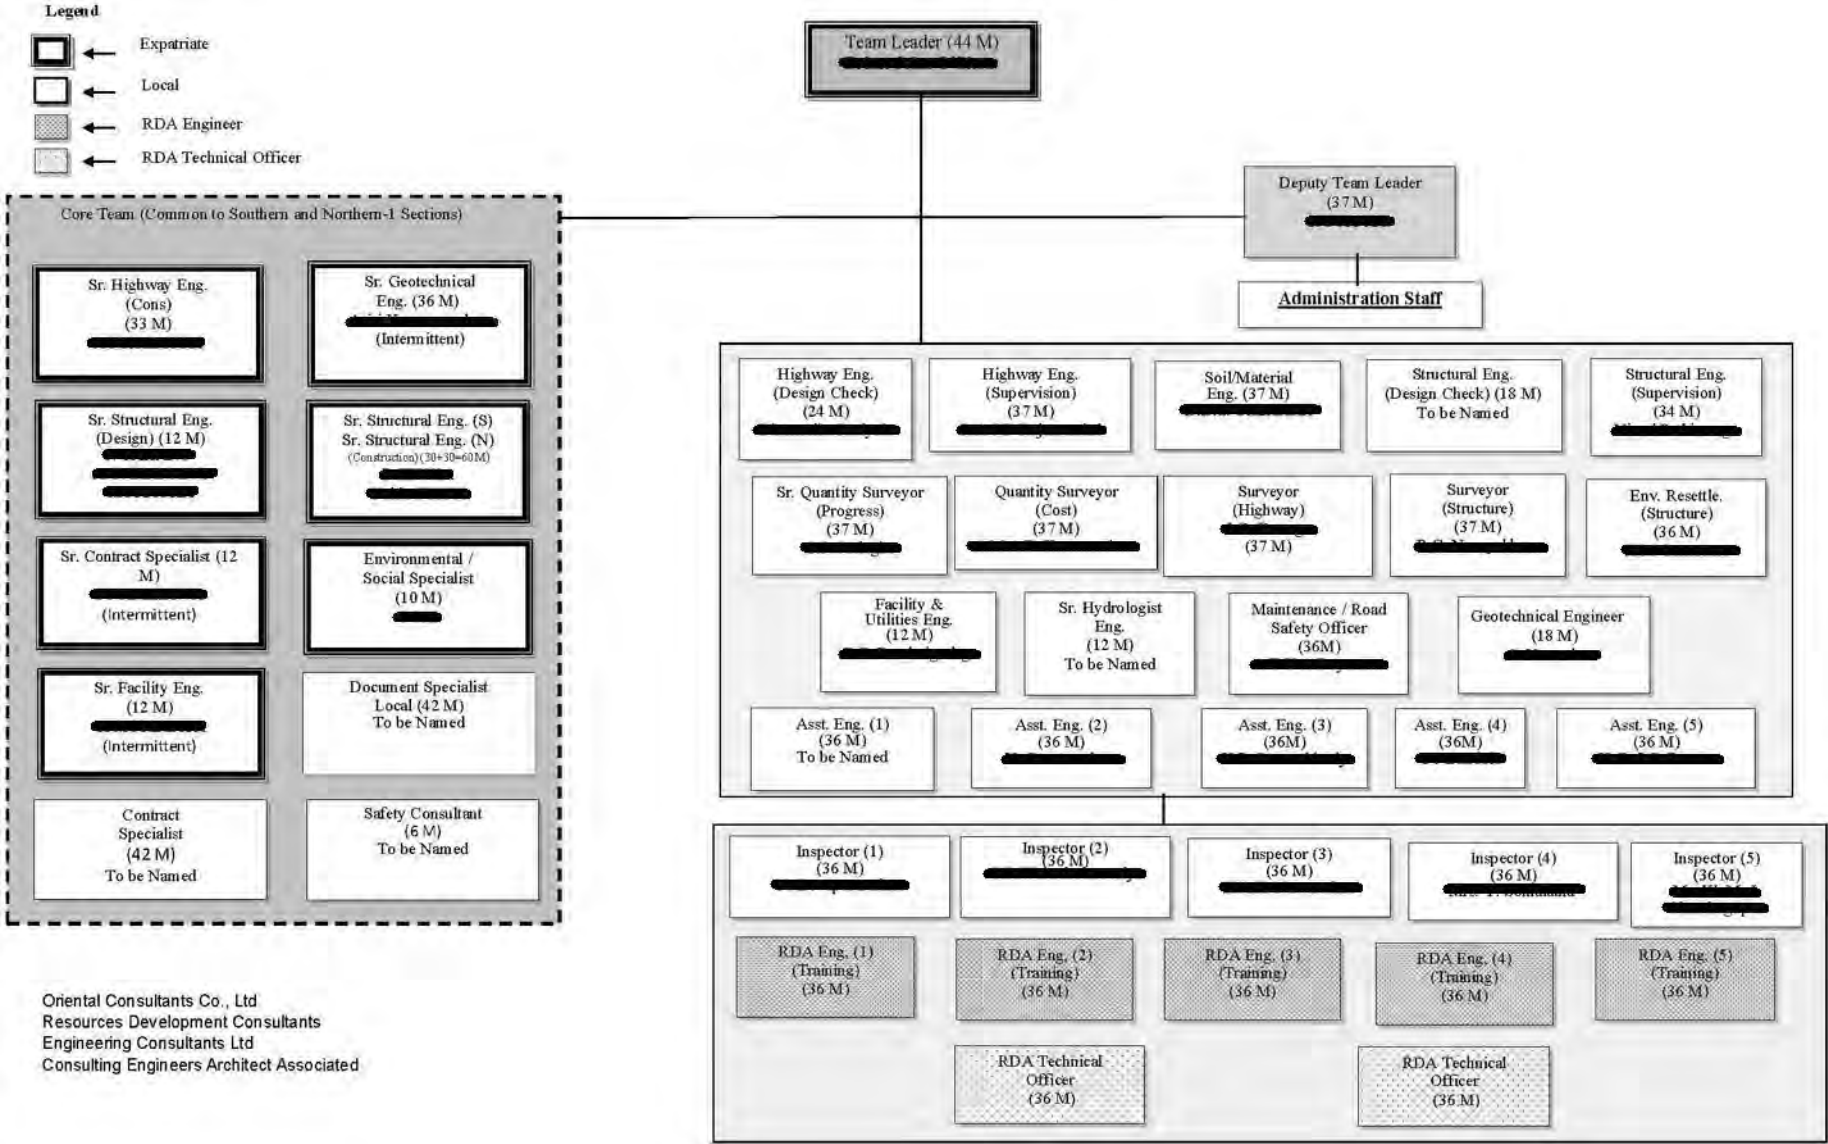 Legend
Expatriate
Local
RDA Engineer
RDA Technical Officer
Team Leader (44 M)
Deputy Team Leader
(37 M)
Administration Staff
Core Team (Common to Southern and Northern-1 Sections)
Sr. Highway Eng.
(Cons)
(33 M)
Sr. Geotechnical
Eng. (36 M)
(Intermittent)
Sr. Structural Eng.
(Design) (12 M)
Sr. Structural Eng. (S)
Sr. Structural Eng. (N)
(Construction) (30+30=60M)
Sr. Contract Specialist (12
M)
(Intermittent)
Environmental /
Social Specialist
(10 M)
Sr. Facility Eng.
(12 M)
(Intermittent)
Document Specialist
Local (42 M)
To be Named
Contract
Specialist
(42 M)
To be Named
Safety Consultant
(6 M)
To be Named
Highway Eng.
(Design Check)
(24 M)
Highway Eng.
(Supervision)
(37 M)
Soil/Material
Eng. (37 M)
Structural Eng.
(Design Check) (18 M)
To be Named
Structural Eng.
(Supervision)
(34 M)
Sr. Quantity Surveyor
(Progress)
(37 M)
Quantity Surveyor
(Cost)
(37 M)
Surveyor
(Highway)
(37 M)
Surveyor
(Structure)
(37 M)
Env. Resettle.
(Structure)
(36 M)
Facility &
Utilities Eng.
(12 M)
Sr. Hydrologist
Eng.
(12 M)
To be Named
Maintenance / Road
Safety Officer
(36M)
Geotechnical Engineer
(18 M)
Asst. Eng. (1)
(36 M)
To be Named
Asst. Eng. (2)
(36 M)
Asst. Eng. (3)
(36M)
Asst. Eng. (4)
(36M)
Asst. Eng. (5)
(36 M)
Inspector (1)
(36 M)
Inspector (2)
(36 M)
Inspector (3)
(36 M)
Inspector (4)
(36 M)
Inspector (5)
(36 M)
RDA Eng. (1)
(Training)
(36 M)
RDA Eng. (2)
(Training)
(36 M)
RDA Eng. (3)
(Training)
(36 M)
RDA Eng. (4)
(Training)
(36 M)
RDA Eng. (5)
(Training)
(36 M)
RDA Technical
Officer
(36 M)
RDA Technical
Officer
(36 M)
Oriental Consultants Co., Ltd
Resources Development Consultants
Engineering Consultants Ltd
Consulting Engineers Architect Associated